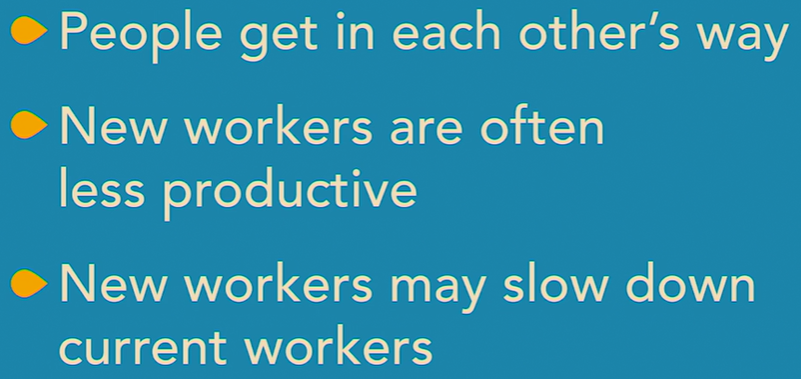 People get in each other’s way
New workers are often
less productive
New workers may slow down
current workers